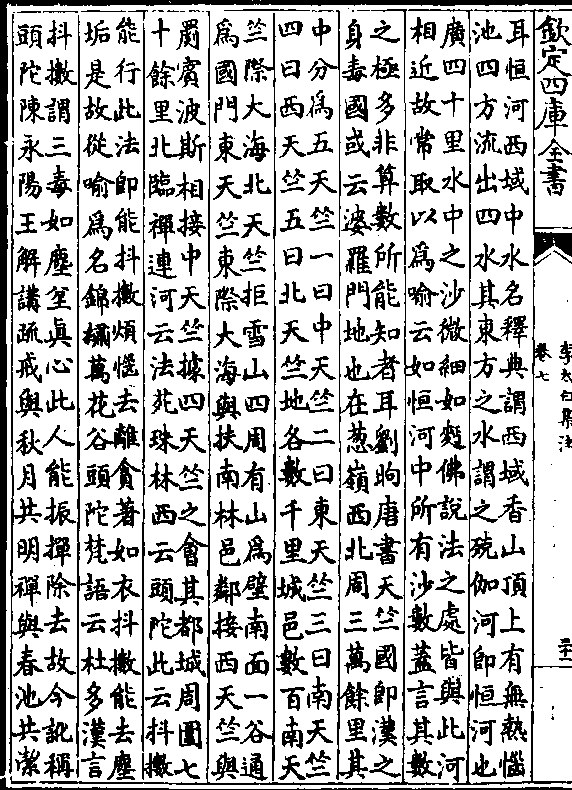 欽定四庫全書
李太白集注
卷七
耳恒河西域中水名釋典謂西域香山頂上有無熱惱
池四方流出四水其東方之水謂之殑伽河即恒河也
廣四十里水中之沙微細如麪佛說法之處皆與此河
相近故常取以爲喻云如恒河中所有沙數蓋言其數
之極多非算數所能知者耳劉昫唐書天竺國即漢之
身毒國或云婆羅門地也在葱嶺西北周三萬餘里其
中分爲五天竺一曰中天竺二曰東天竺三曰南天竺
四曰西天竺五曰北天竺地各數千里城邑數百南天
竺際大海北天竺拒雪山四周有山爲壁南面一谷通
爲國門東天竺東際大海與扶南林邑鄰接西天竺與
罽賓波斯相接中天竺據四天竺之會其都城周圍七
十餘里北臨禪連河云法苑珠林西云頭陀此云抖擻
能行此法即能抖擻煩惱去離貪著如衣抖擻能去塵
垢是故從喻爲名錦繡萬花谷頭陀梵語云杜多漢言
抖擻謂三毒如塵坌眞心此人能振揮除去故今訛稱
頭陀陳永陽王解講疏戒與秋月共明禪與春池共潔